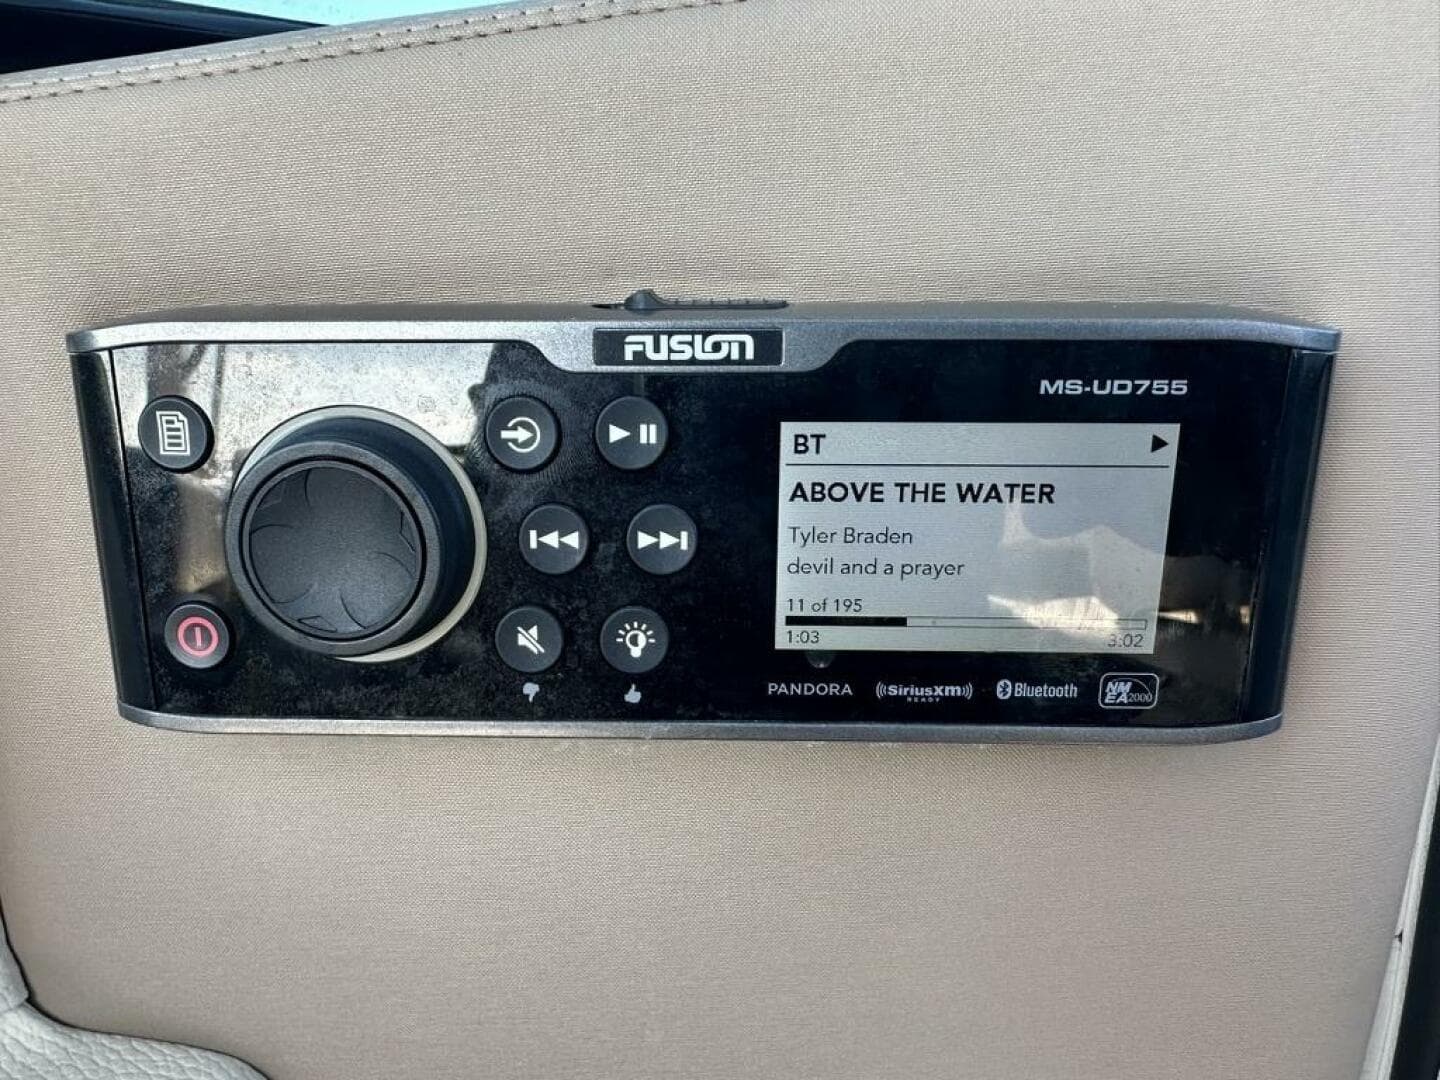 FUSION
MS-UD755
BT
ABOVE THE WATER
Tyler Braden
devil and a prayer
11 of 195
1:03 3:02
PANDORA
SiriusXM
READY
Bluetooth
NMEA 2000